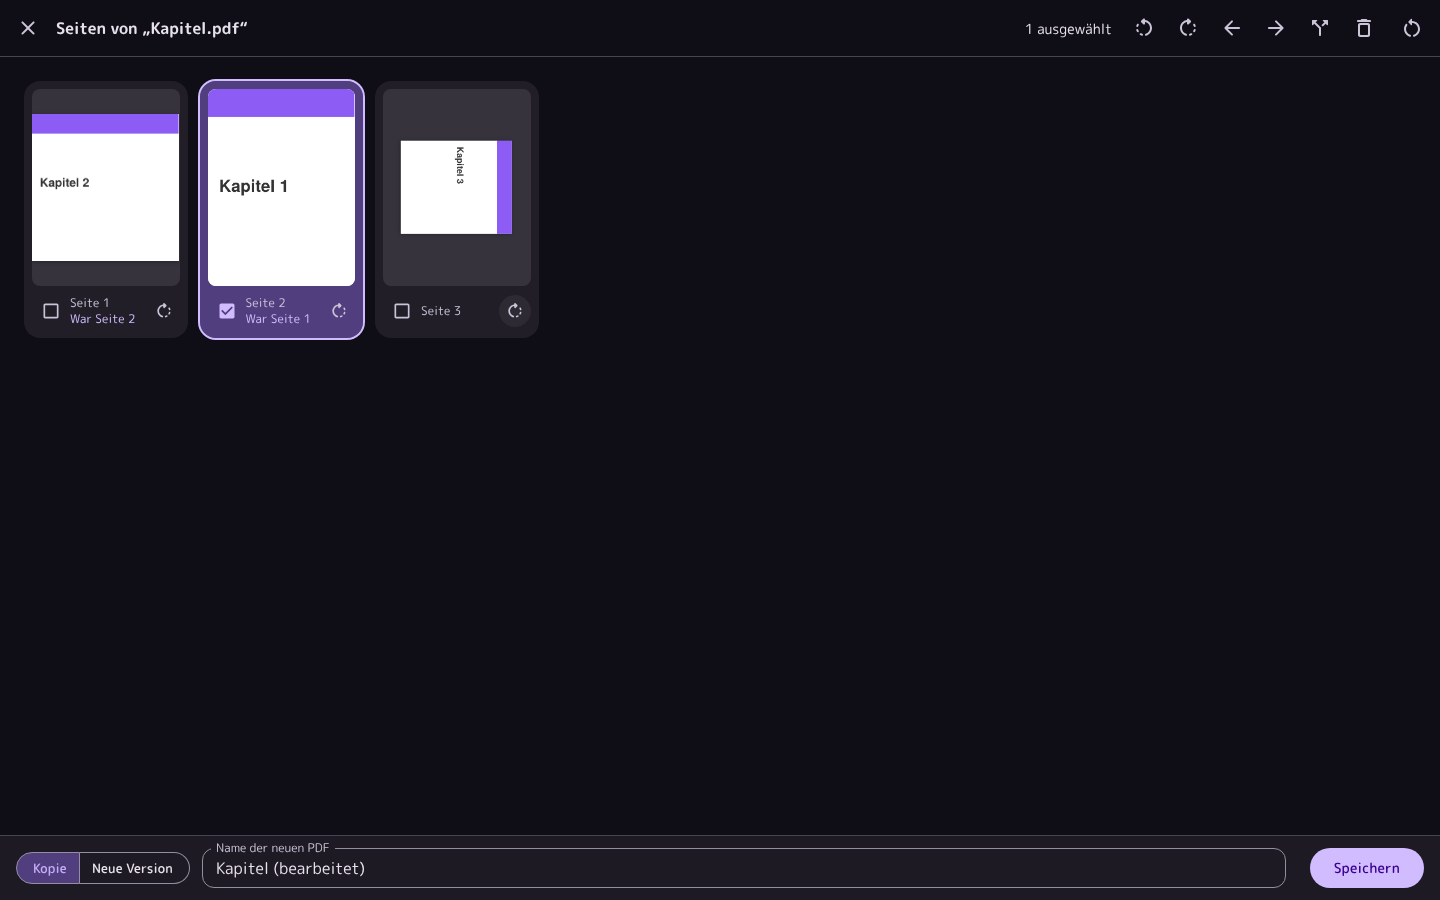 Seiten von „Kapitel.pdf“
1 ausgewählt
Kapitel 2
Kapitel 1
Kapitel 3
Seite 1
War Seite 2
Seite 2
War Seite 1
Seite 3
Kopie
Neue Version
Name der neuen PDF
Kapitel (bearbeitet)
Speichern